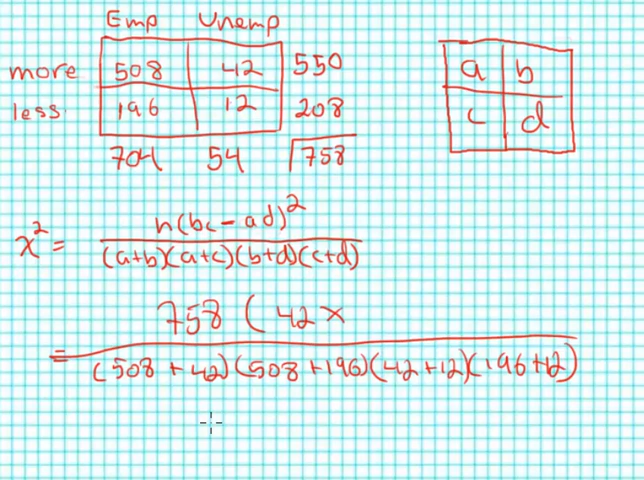 Emp Unemp
more 508 42 550
less 196 12 208
704 54 758
a b
c d
x² = n(bc - ad)²
(a+b)(a+c)(b+d)(c+d)
758 ( 42 x
= (508 + 42)(508 + 196)(42 + 12)(196 + 12)